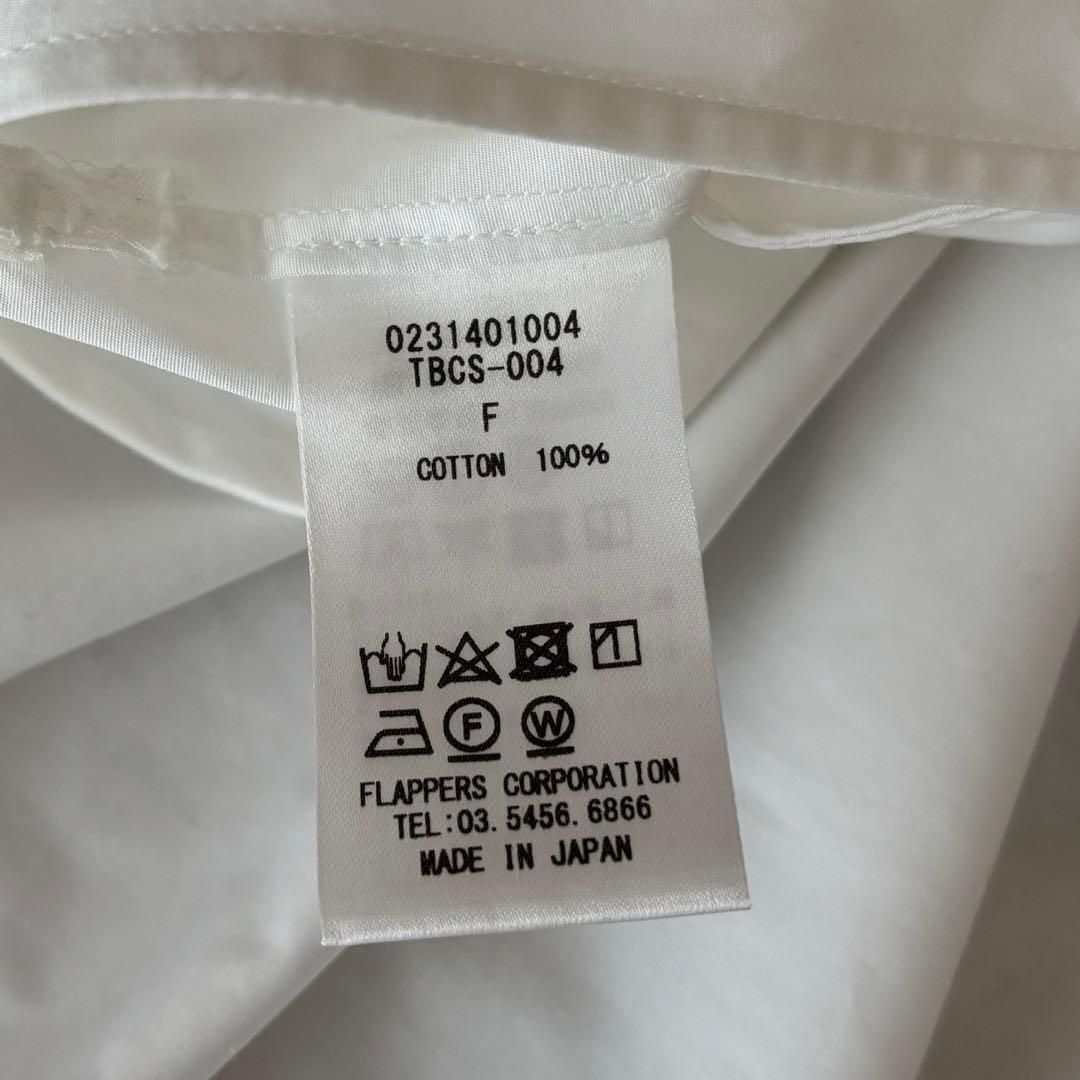 0231401004
TBCS-004
F
COTTON 100%
F W
FLAPPERS CORPORATION
TEL:03.5456.6866
MADE IN JAPAN